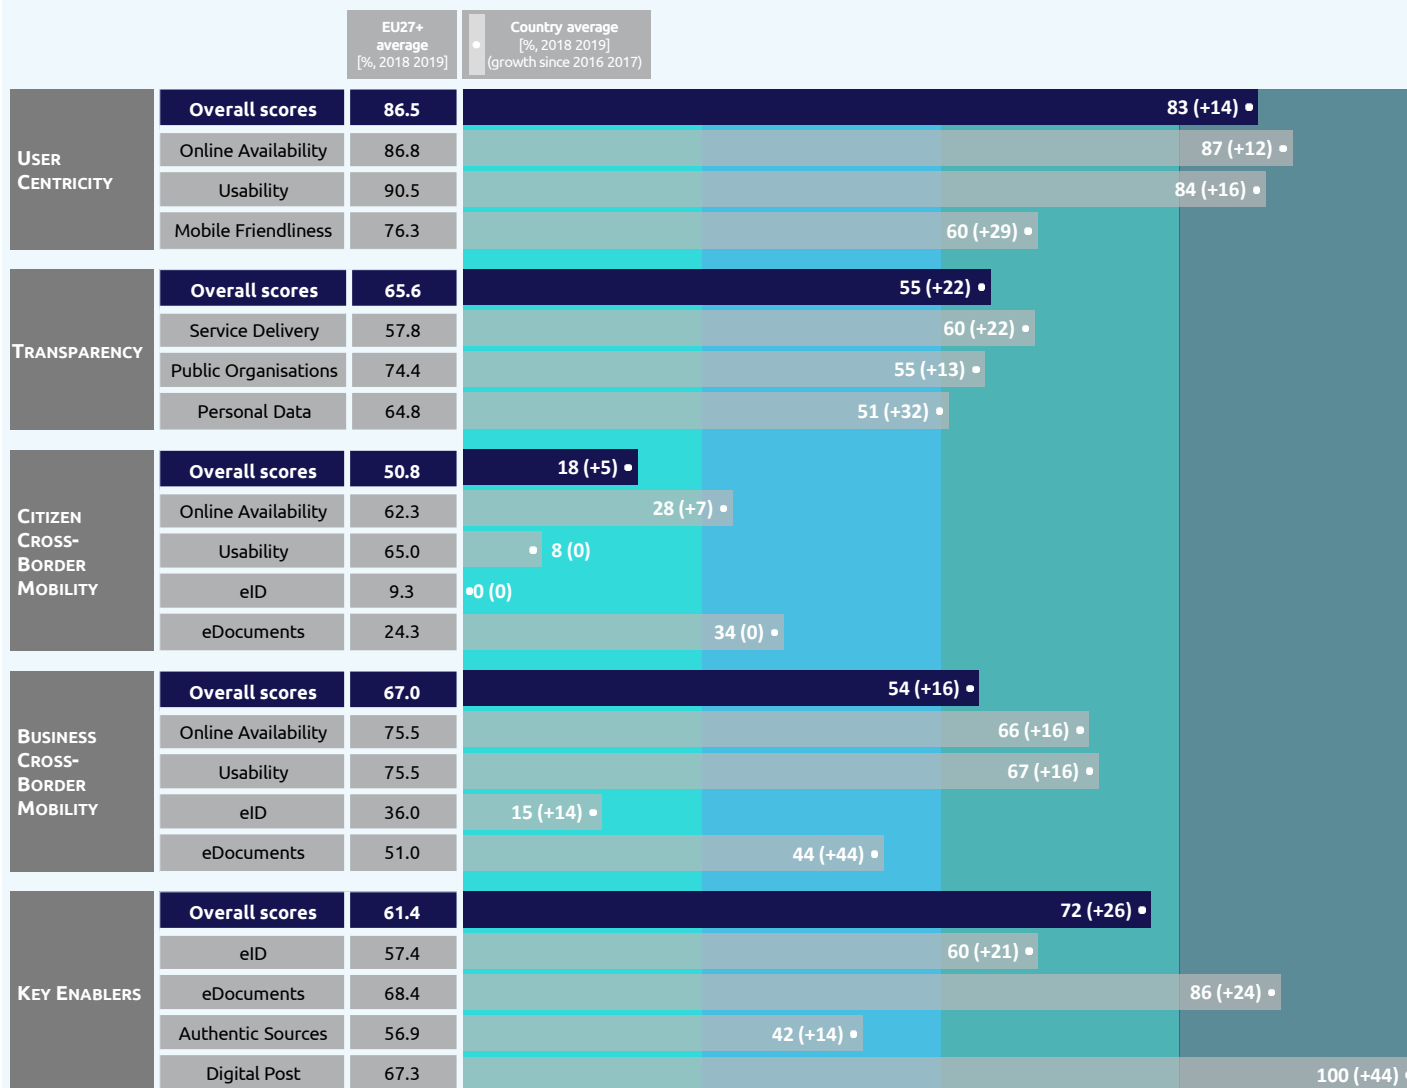 EU27+
average
[%, 2018 2019]
Country average
[%, 2018 2019]
(growth since 2016 2017)
USER
CENTRICITY
Overall scores 86.5 83 (+14)
Online Availability 86.8 87 (+12)
Usability 90.5 84 (+16)
Mobile Friendliness 76.3 60 (+29)
TRANSPARENCY
Overall scores 65.6 55 (+22)
Service Delivery 57.8 60 (+22)
Public Organisations 74.4 55 (+13)
Personal Data 64.8 51 (+32)
CITIZEN
CROSS-
BORDER
MOBILITY
Overall scores 50.8 18 (+5)
Online Availability 62.3 28 (+7)
Usability 65.0 8 (0)
eID 9.3 0 (0)
eDocuments 24.3 34 (0)
BUSINESS
CROSS-
BORDER
MOBILITY
Overall scores 67.0 54 (+16)
Online Availability 75.5 66 (+16)
Usability 75.5 67 (+16)
eID 36.0 15 (+14)
eDocuments 51.0 44 (+44)
KEY ENABLERS
Overall scores 61.4 72 (+26)
eID 57.4 60 (+21)
eDocuments 68.4 86 (+24)
Authentic Sources 56.9 42 (+14)
Digital Post 67.3 100 (+44)